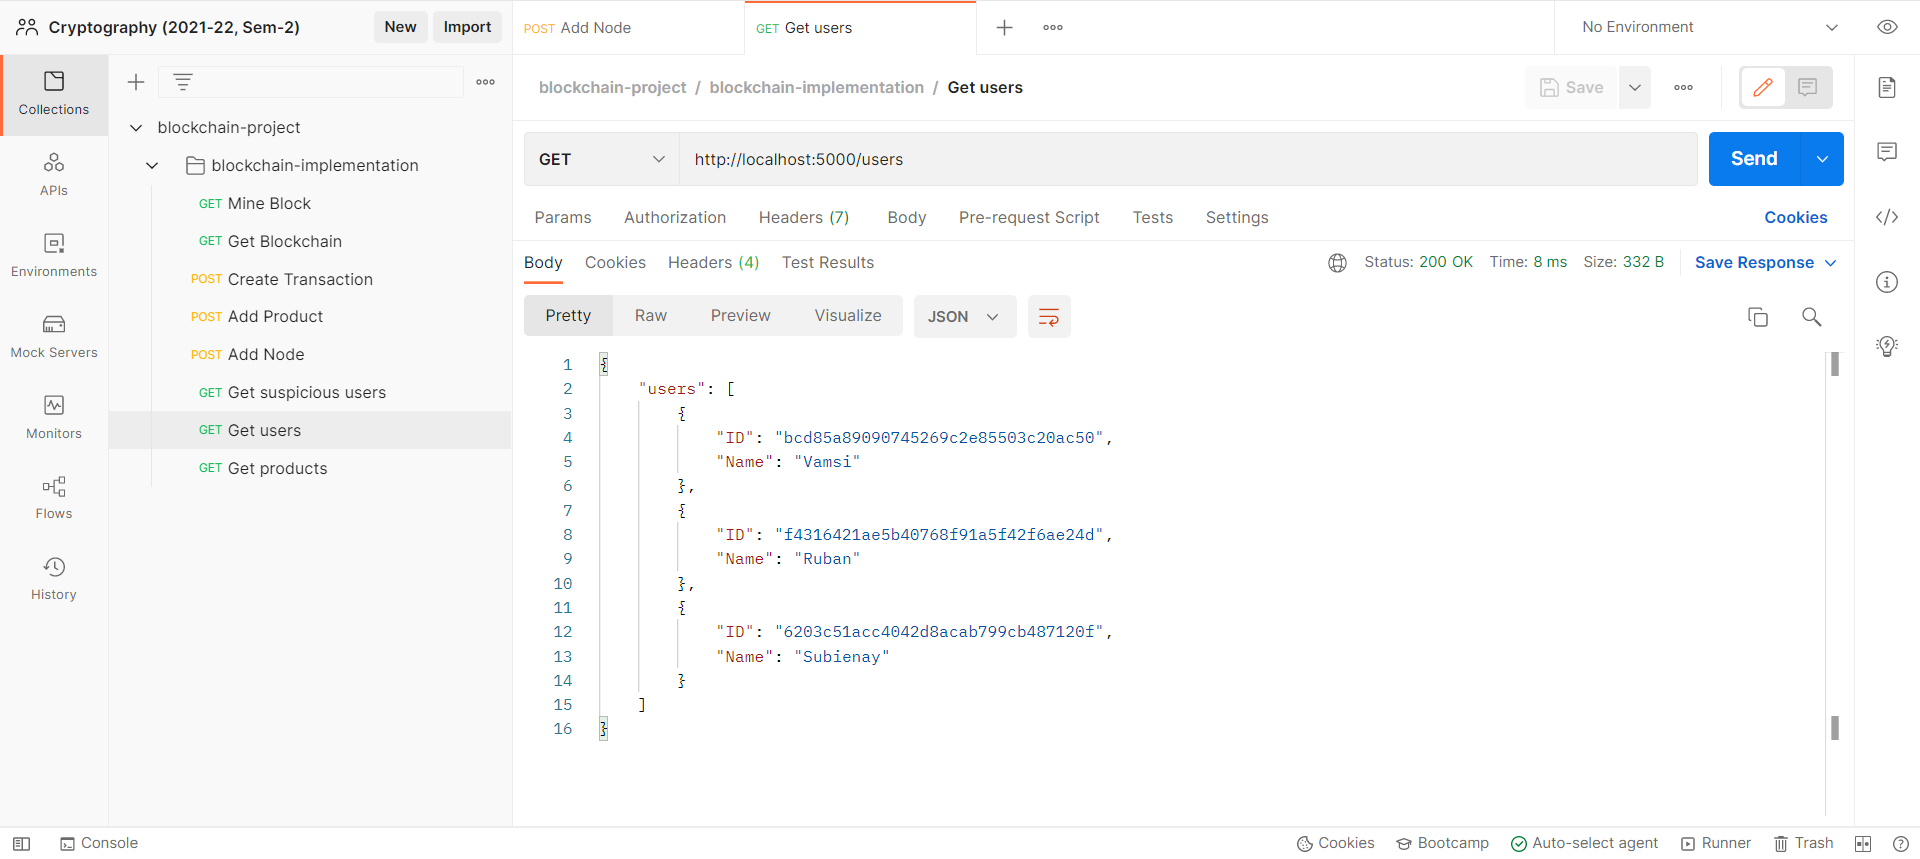 Cryptography (2021-22, Sem-2)
New
Import
POST Add Node
GET Get users
No Environment
Collections
APIs
Environments
Mock Servers
Monitors
Flows
History
blockchain-project
blockchain-implementation
GET Mine Block
GET Get Blockchain
POST Create Transaction
POST Add Product
POST Add Node
GET Get suspicious users
GET Get users
GET Get products
blockchain-project / blockchain-implementation / Get users
Save
GET
http://localhost:5000/users
Send
Params Authorization Headers (7) Body Pre-request Script Tests Settings
Cookies
Body Cookies Headers (4) Test Results
Status: 200 OK Time: 8 ms Size: 332 B
Save Response
Pretty Raw Preview Visualize JSON
1 {
2 "users": [
3 {
4 "ID": "bcd85a89090745269c2e85503c20ac50",
5 "Name": "Vamsi"
6 },
7 {
8 "ID": "f4316421ae5b40768f91a5f42f6ae24d",
9 "Name": "Ruban"
10 },
11 {
12 "ID": "6203c51acc4042d8acab799cb487120f",
13 "Name": "Subienay"
14 }
15 ]
16 }
Console
Cookies Bootcamp Auto-select agent Runner Trash